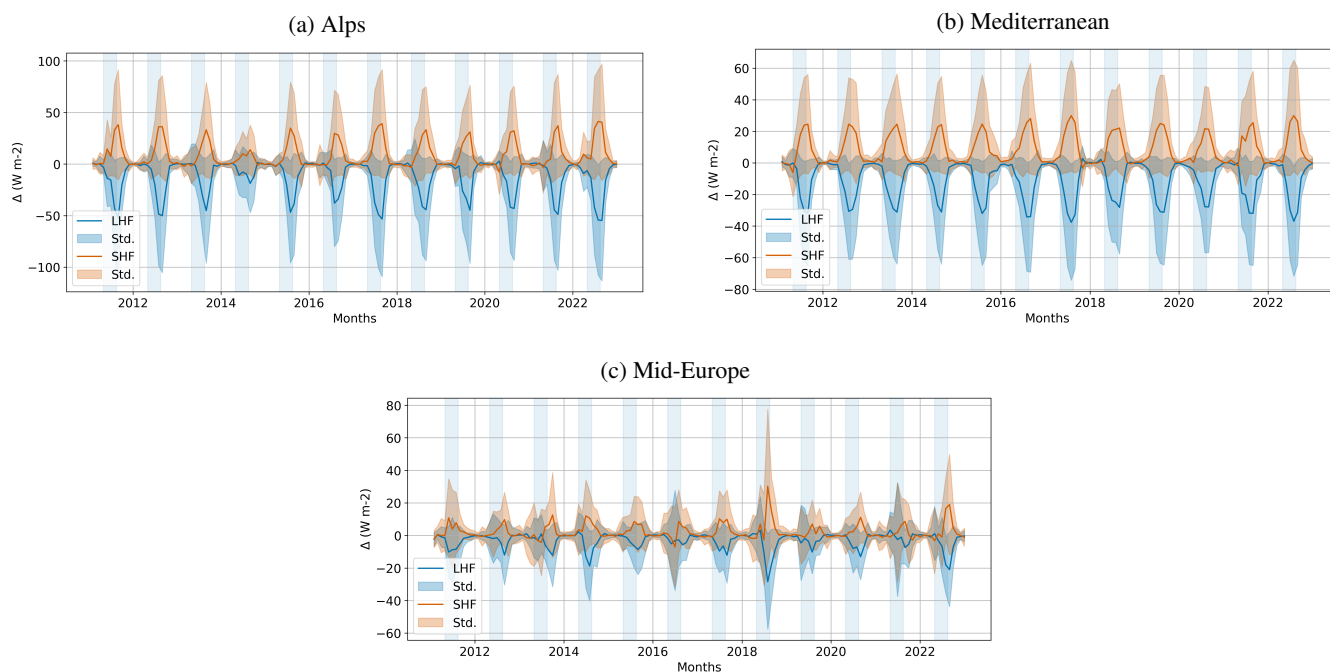 (a) Alps
100
50
0
−50
−100
Δ (W m-2)
LHF
Std.
SHF
Std.
2012 2014 2016 2018 2020 2022
Months
(b) Mediterranean
60
40
20
0
−20
−40
−60
−80
Δ (W m-2)
LHF
Std.
SHF
Std.
2012 2014 2016 2018 2020 2022
Months
(c) Mid-Europe
80
60
40
20
0
−20
−40
−60
Δ (W m-2)
LHF
Std.
SHF
Std.
2012 2014 2016 2018 2020 2022
Months